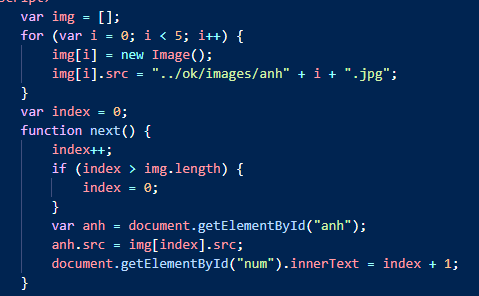 var img = [];
for (var i = 0; i < 5; i++) {
img[i] = new Image();
img[i].src = "../ok/images/anh" + i + ".jpg";
}
var index = 0;
function next() {
index++;
if (index > img.length) {
index = 0;
}
var anh = document.getElementById("anh");
anh.src = img[index].src;
document.getElementById("num").innerText = index + 1;
}